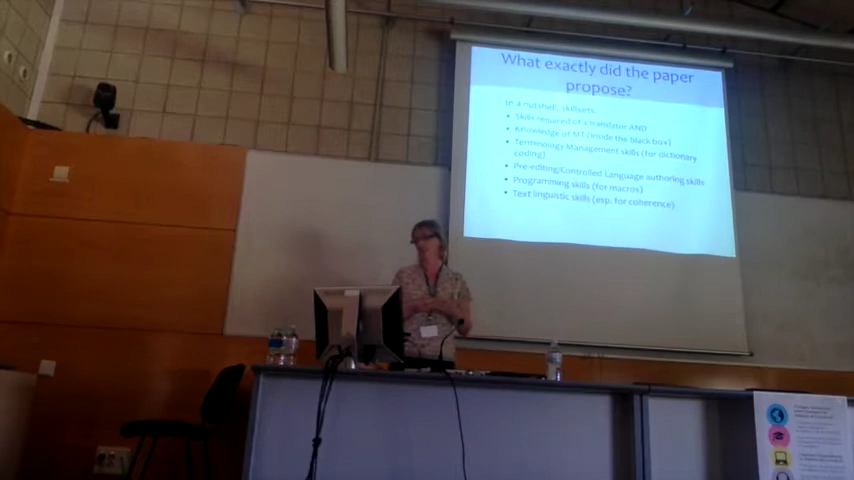 What exactly did the paper
propose?
In a nutshell, skillsets:
• Skills required of a translator AND
• Knowledge of MT (inside the black box)
• Terminology Management skills (for dictionary
coding)
• Pre-editing/Controlled Language authoring skills
• Programming skills (for macros)
• Text linguistic skills (esp. for coherence)